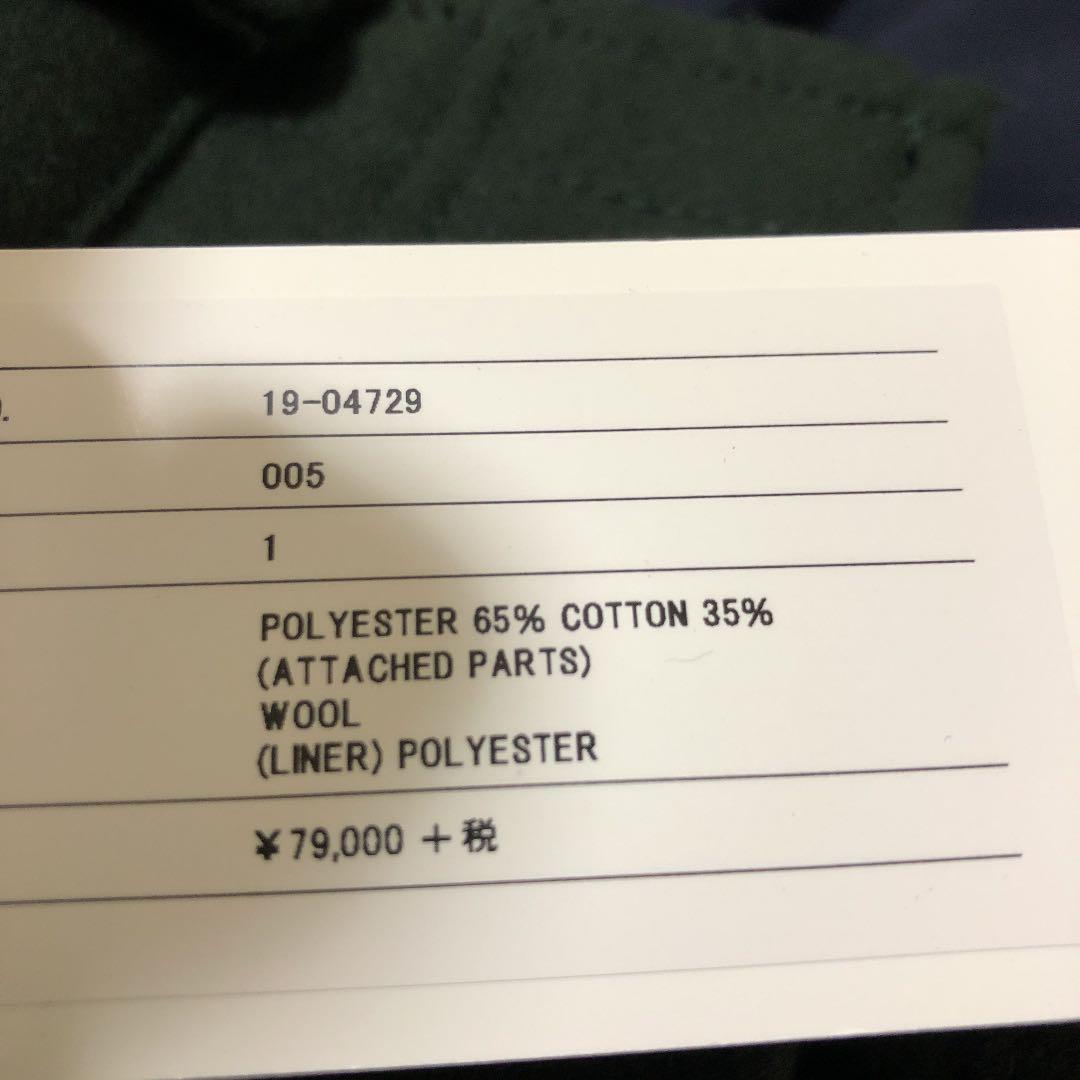 19-04729
005
1
POLYESTER 65% COTTON 35%
(ATTACHED PARTS)
WOOL
(LINER) POLYESTER
¥79,000 +税